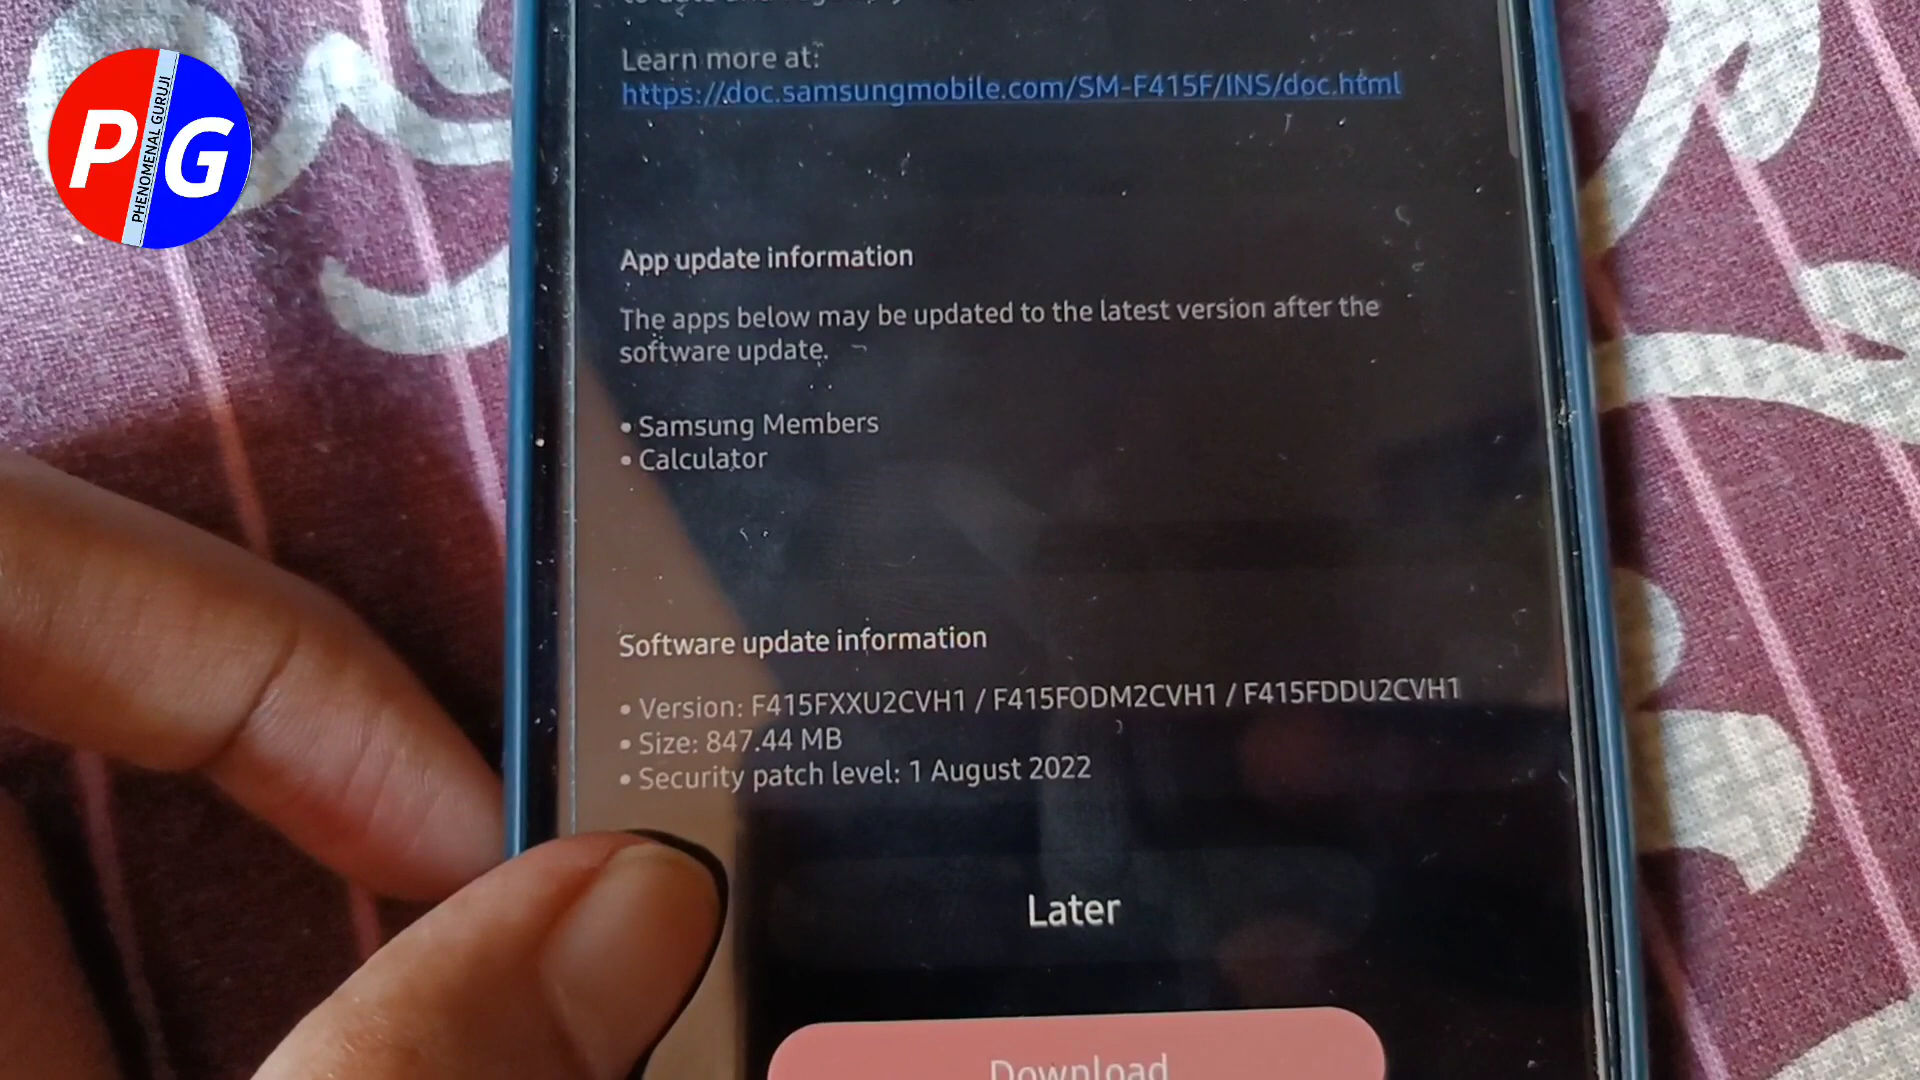 P
PHENOMENAL GURUJI
G
Learn more at:
https://doc.samsungmobile.com/SM-F415F/INS/doc.html
App update information
The apps below may be updated to the latest version after the
software update.
• Samsung Members
• Calculator
Software update information
• Version: F415FXXU2CVH1 / F415FODM2CVH1 / F415FDDU2CVH1
• Size: 847.44 MB
• Security patch level: 1 August 2022
Later
Download